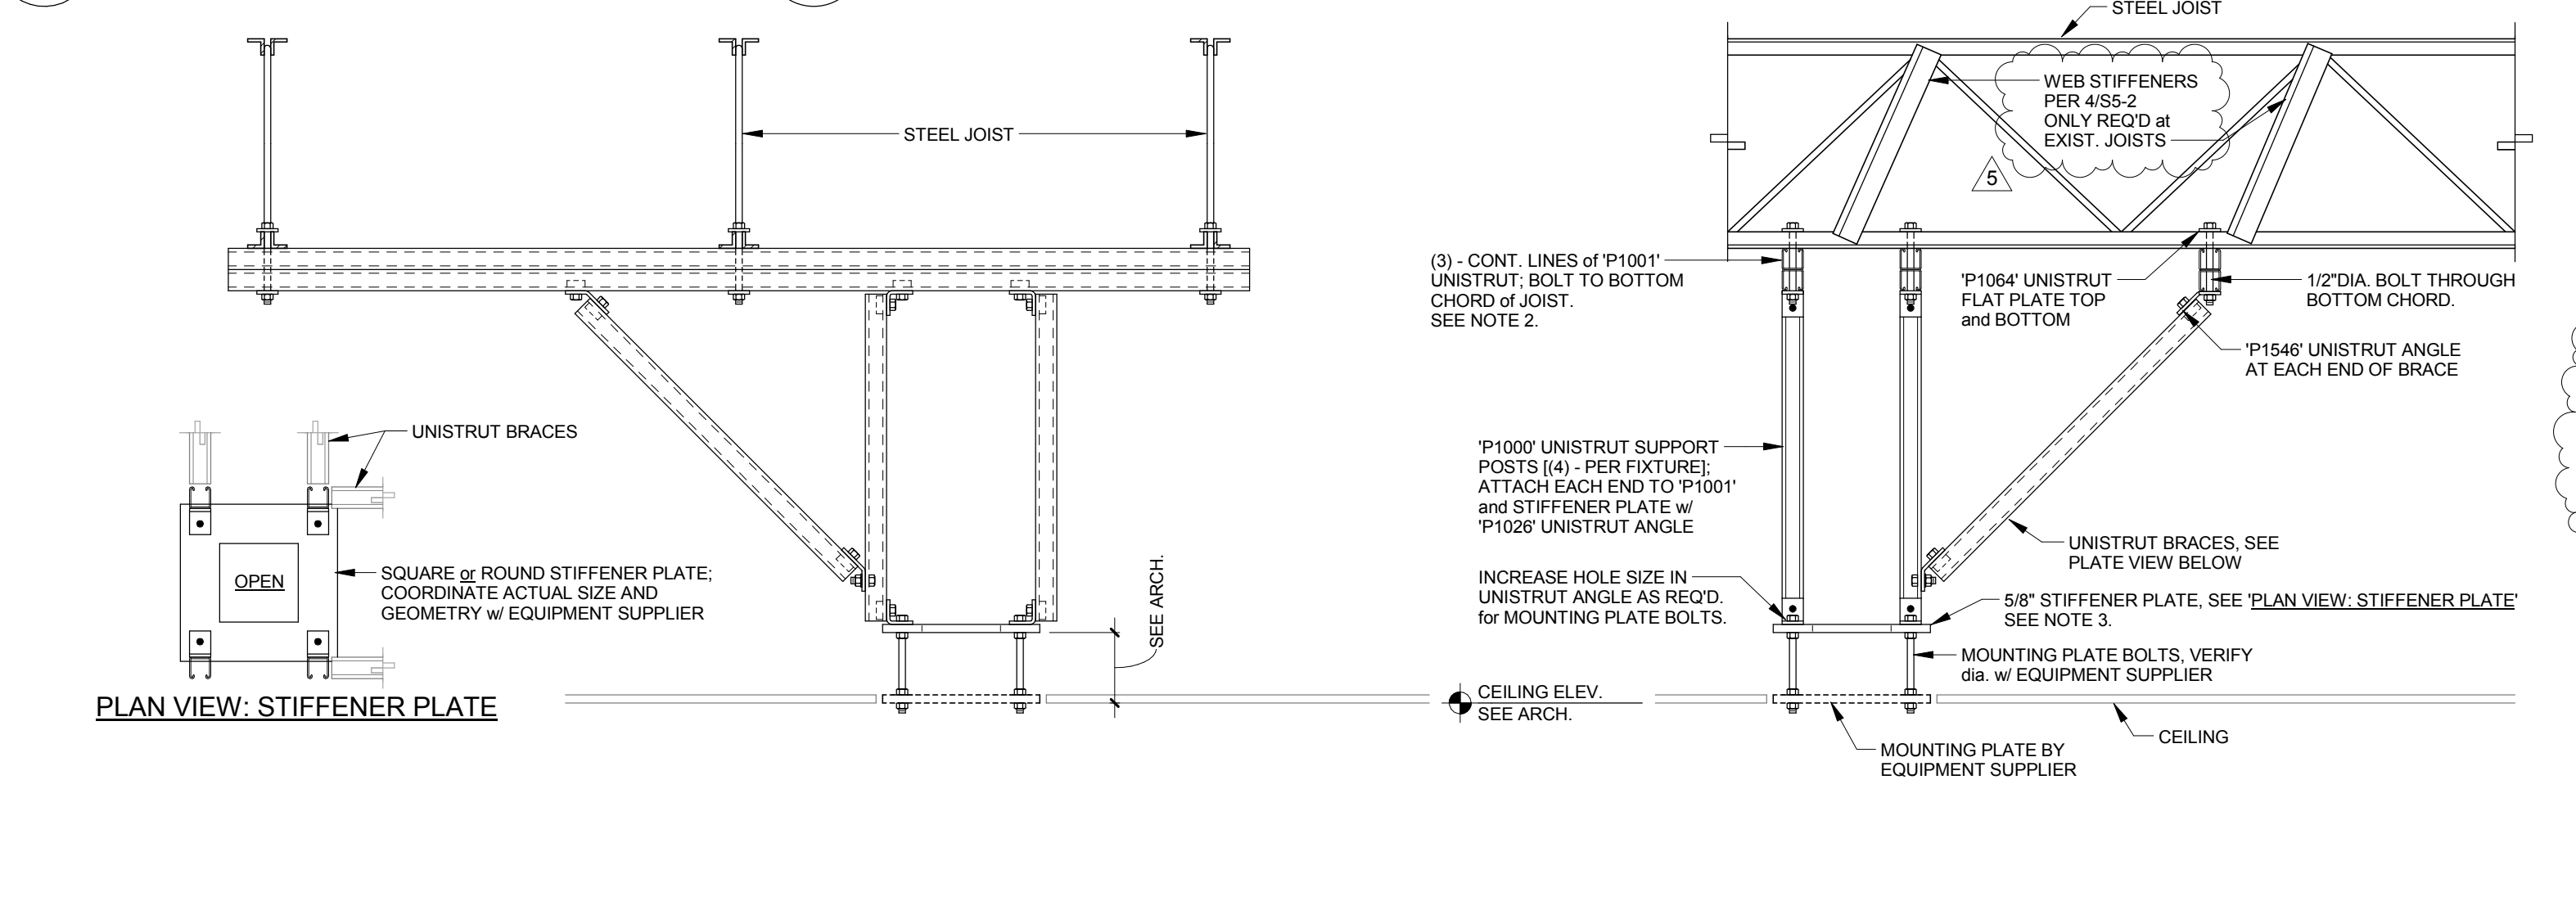 STEEL JOIST
UNISTRUT BRACES
OPEN
SQUARE or ROUND STIFFENER PLATE;
COORDINATE ACTUAL SIZE AND
GEOMETRY w/ EQUIPMENT SUPPLIER
PLAN VIEW: STIFFENER PLATE
SEE ARCH.
STEEL JOIST
WEB STIFFENERS
PER 4/S5-2
ONLY REQ'D at
EXIST. JOISTS
5
(3) - CONT. LINES of 'P1001'
UNISTRUT; BOLT TO BOTTOM
CHORD of JOIST.
SEE NOTE 2.
'P1064' UNISTRUT
FLAT PLATE TOP
and BOTTOM
1/2"DIA. BOLT THROUGH
BOTTOM CHORD.
'P1546' UNISTRUT ANGLE
AT EACH END OF BRACE
'P1000' UNISTRUT SUPPORT
POSTS [(4) - PER FIXTURE];
ATTACH EACH END TO 'P1001'
and STIFFENER PLATE w/
'P1026' UNISTRUT ANGLE
UNISTRUT BRACES, SEE
PLATE VIEW BELOW
INCREASE HOLE SIZE IN
UNISTRUT ANGLE AS REQ'D.
for MOUNTING PLATE BOLTS.
5/8" STIFFENER PLATE, SEE 'PLAN VIEW: STIFFENER PLATE'
SEE NOTE 3.
MOUNTING PLATE BOLTS, VERIFY
dia. w/ EQUIPMENT SUPPLIER
CEILING ELEV.
SEE ARCH.
CEILING
MOUNTING PLATE BY
EQUIPMENT SUPPLIER